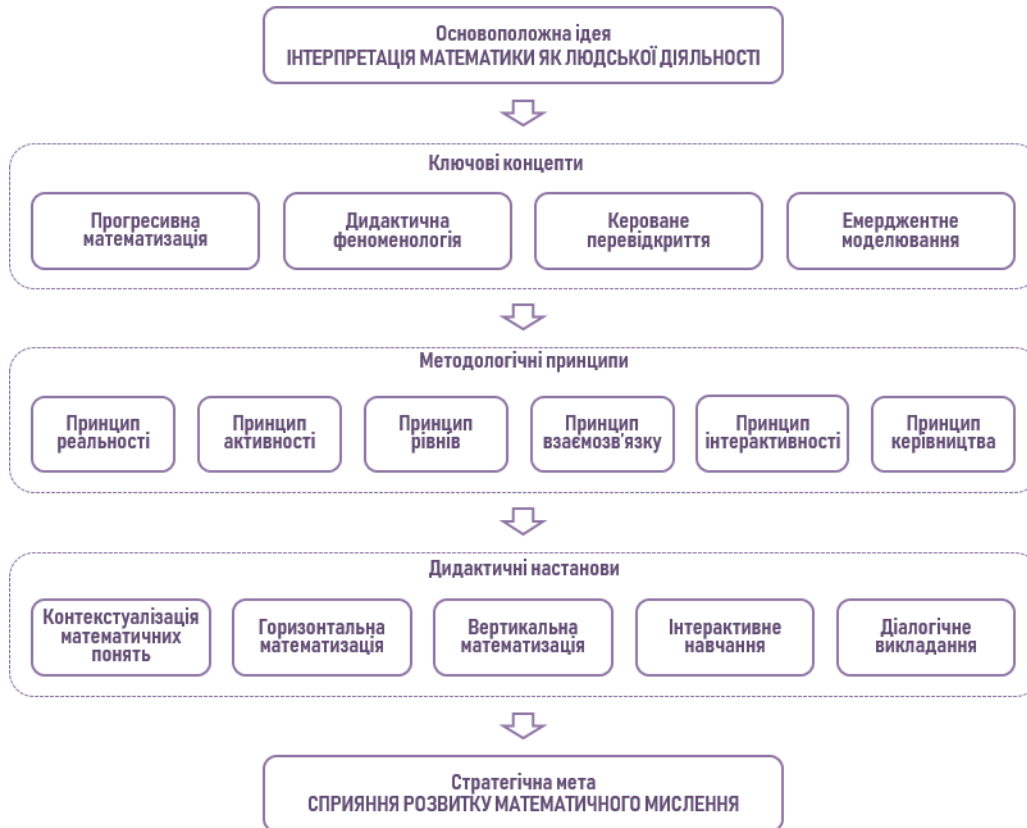 Основоположна ідея
ІНТЕРПРЕТАЦІЯ МАТЕМАТИКИ ЯК ЛЮДСЬКОЇ ДІЯЛЬНОСТІ
Ключові концепти
Прогресивна
математизація
Дидактична
феноменологія
Кероване
перевідкриття
Емерджентне
моделювання
Методологічні принципи
Принцип
реальності
Принцип
активності
Принцип
рівнів
Принцип
взаємозв'язку
Принцип
інтерактивності
Принцип
керівництва
Дидактичні настанови
Контекстуалізація
математичних
понять
Горизонтальна
математизація
Вертикальна
математизація
Інтерактивне
навчання
Діалогічне
викладання
Стратегічна мета
СПРИЯННЯ РОЗВИТКУ МАТЕМАТИЧНОГО МИСЛЕННЯ